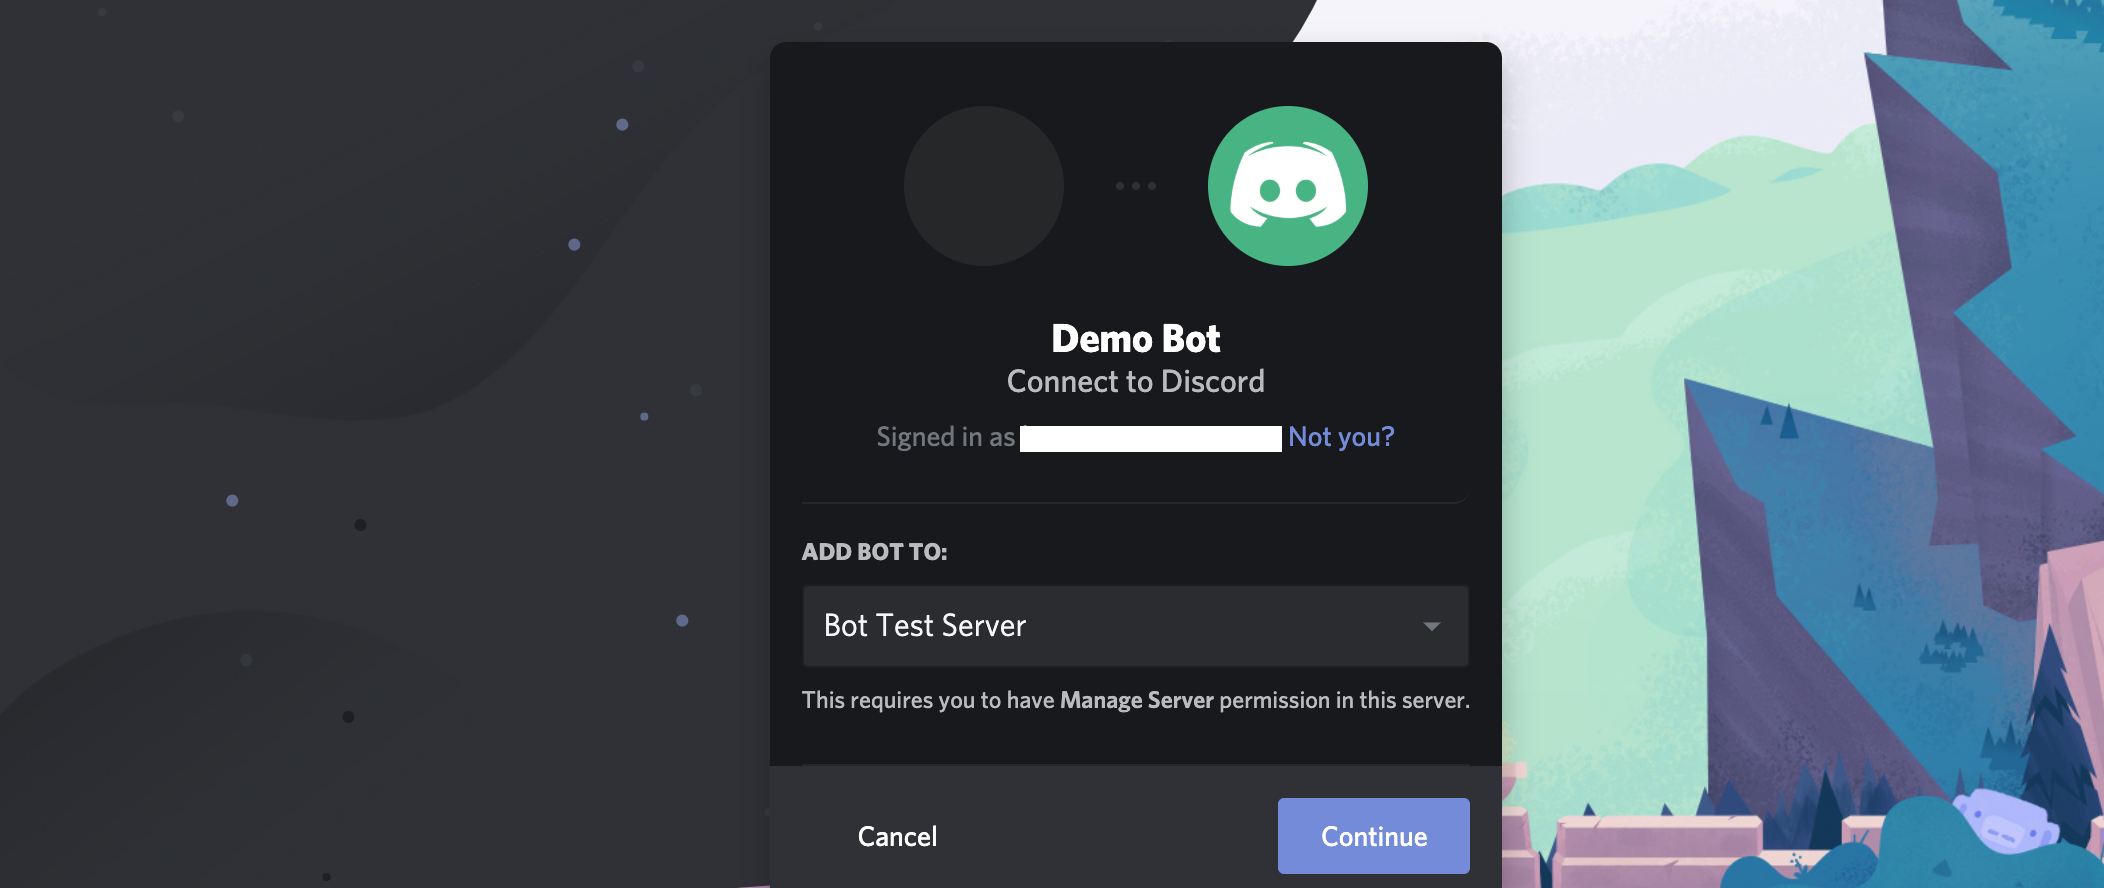 Demo Bot
Connect to Discord
Signed in as Not you?
ADD BOT TO:
Bot Test Server
This requires you to have Manage Server permission in this server.
Cancel
Continue